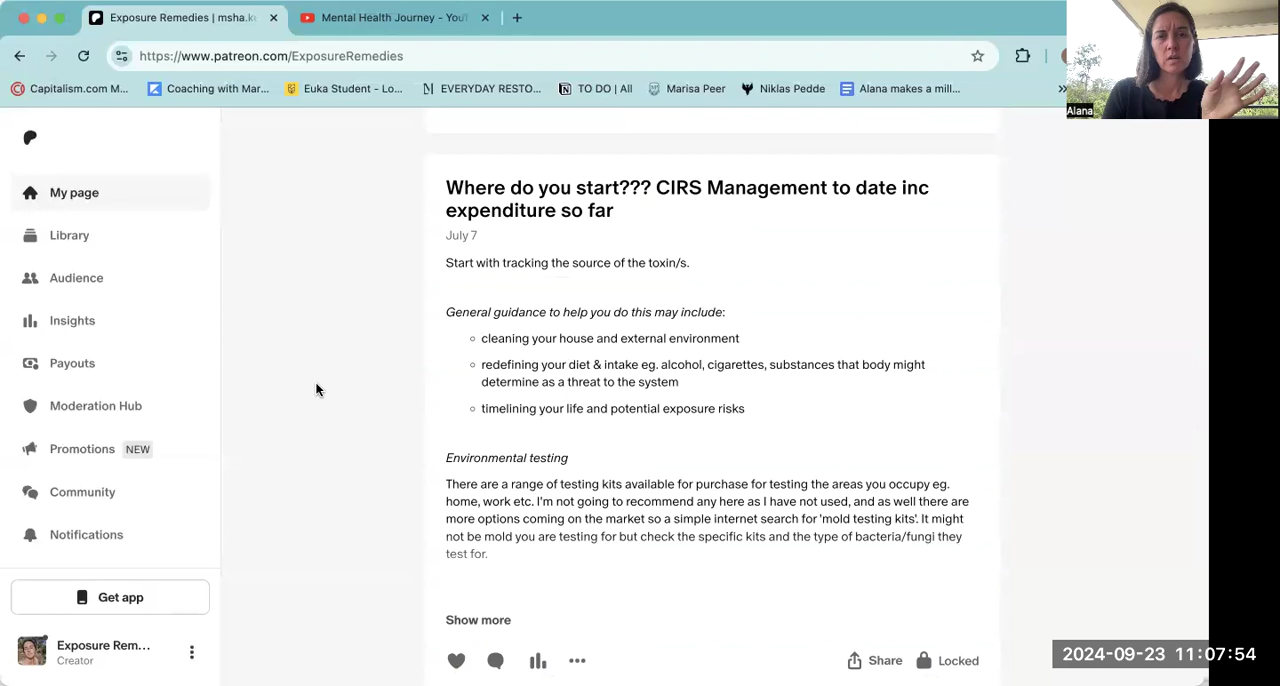 Exposure Remedies | msha.k
Mental Health Journey - You
https://www.patreon.com/ExposureRemedies
Capitalism.com M...
Coaching with Mar...
Euka Student - Lo...
EVERYDAY RESTO...
TO DO | All
Marisa Peer
Niklas Pedde
Alana makes a mill...
Alana
My page
Library
Audience
Insights
Payouts
Moderation Hub
Promotions NEW
Community
Notifications
Get app
Exposure Rem...
Creator
Where do you start??? CIRS Management to date inc
expenditure so far
July 7
Start with tracking the source of the toxin/s.
General guidance to help you do this may include:
cleaning your house and external environment
redefining your diet & intake eg. alcohol, cigarettes, substances that body might
determine as a threat to the system
timelining your life and potential exposure risks
Environmental testing
There are a range of testing kits available for purchase for testing the areas you occupy eg.
home, work etc. I'm not going to recommend any here as I have not used, and as well there are
more options coming on the market so a simple internet search for 'mold testing kits'. It might
not be mold you are testing for but check the specific kits and the type of bacteria/fungi they
test for.
Show more
Share
Locked
2024-09-23 11:07:54